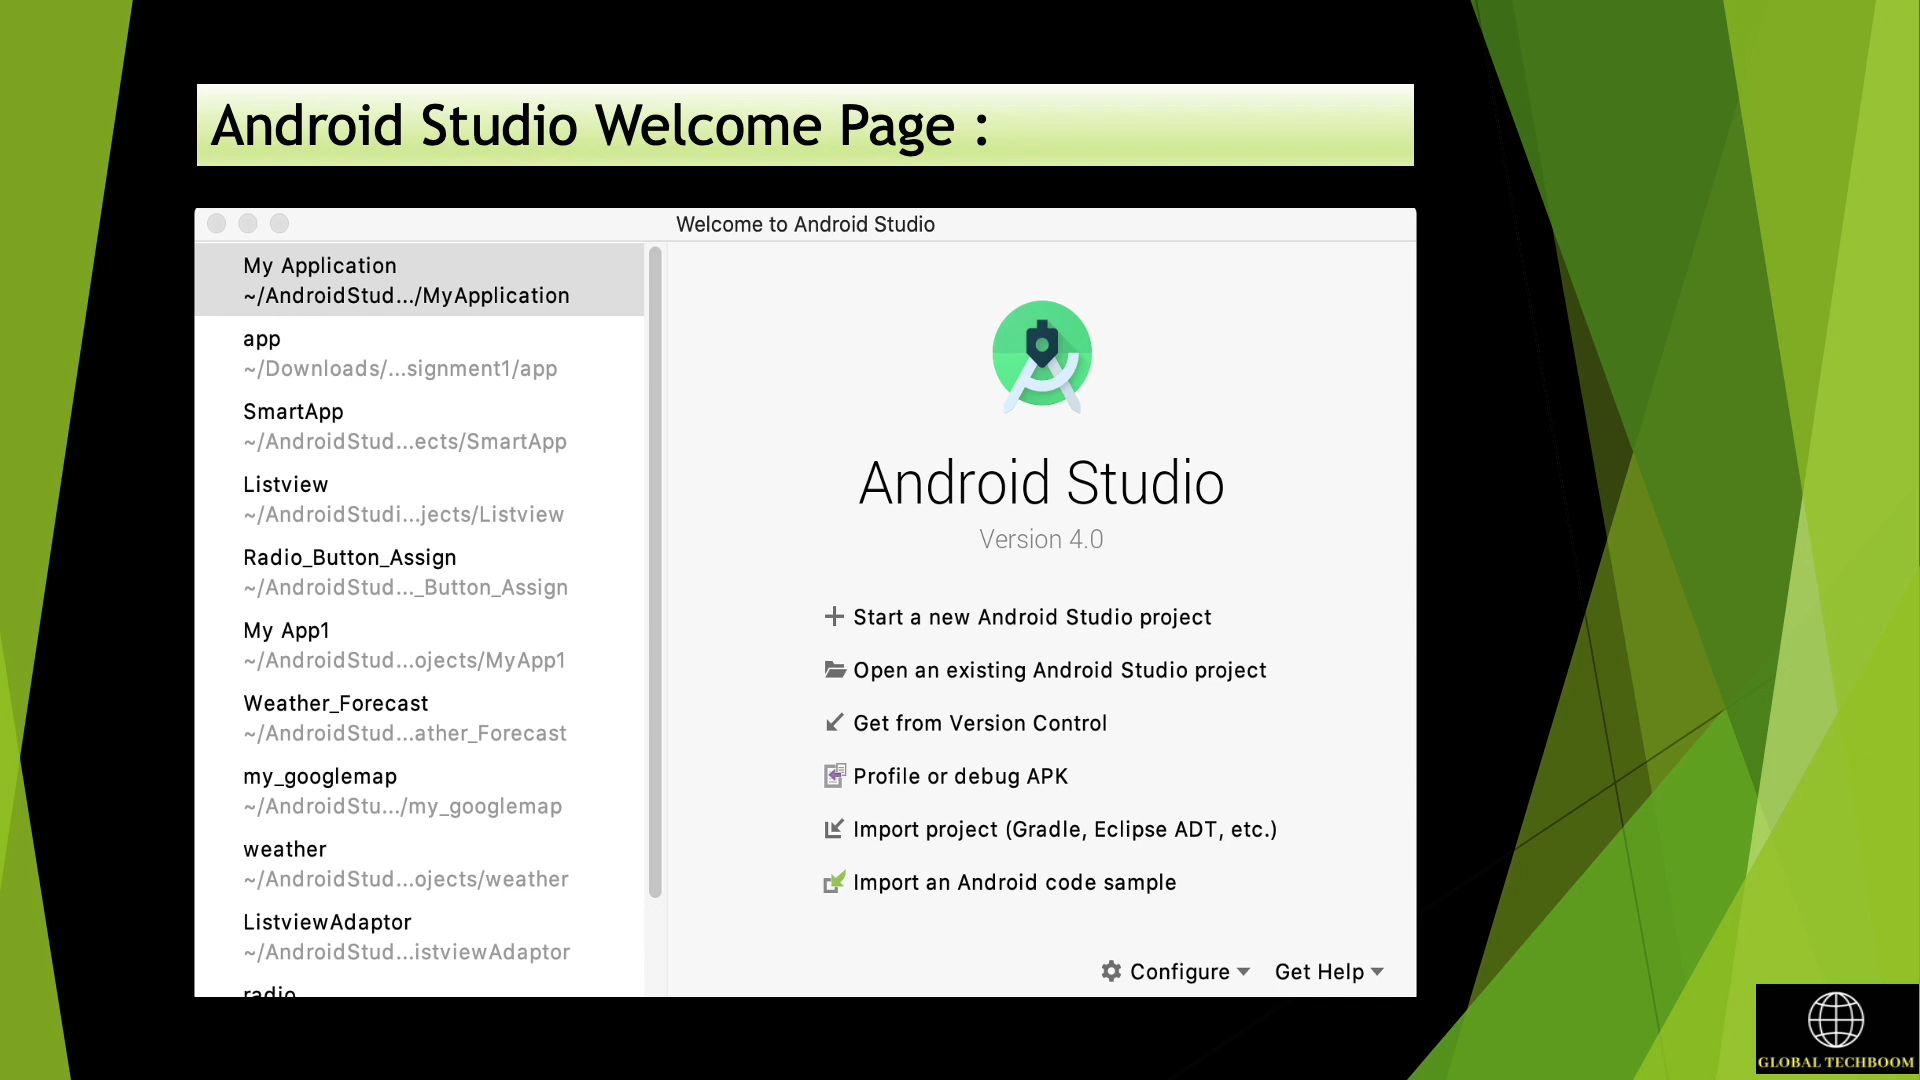 Android Studio Welcome Page :
Welcome to Android Studio
My Application
~/AndroidStud.../MyApplication
app
~/Downloads/...signment1/app
SmartApp
~/AndroidStud...ects/SmartApp
Listview
~/AndroidStudi...jects/Listview
Radio_Button_Assign
~/AndroidStud..._Button_Assign
My App1
~/AndroidStud...ojects/MyApp1
Weather_Forecast
~/AndroidStud...ather_Forecast
my_googlemap
~/AndroidStu.../my_googlemap
weather
~/AndroidStud...ojects/weather
ListviewAdaptor
~/AndroidStud...istviewAdaptor
radio
Android Studio
Version 4.0
Start a new Android Studio project
Open an existing Android Studio project
Get from Version Control
Profile or debug APK
Import project (Gradle, Eclipse ADT, etc.)
Import an Android code sample
Configure
Get Help
GLOBAL TECHBOOM